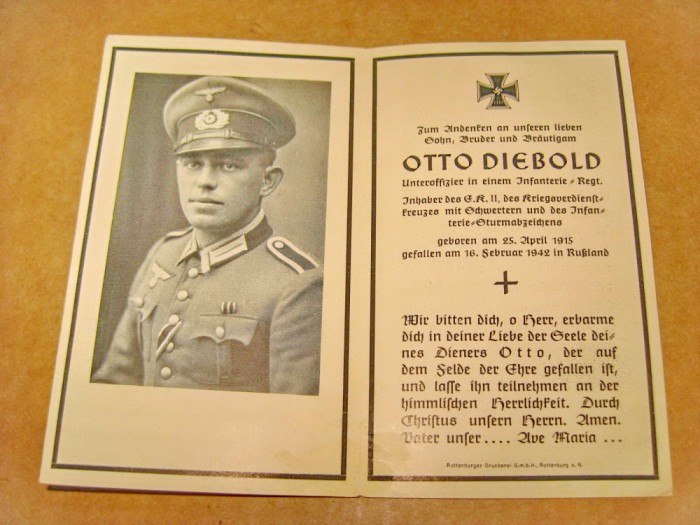 Zum Andenken an unseren lieben
Sohn, Bruder und Bräutigam
OTTO DIEBOLD
Unteroffizier in einem Infanterie-Regt.
Inhaber des E.K. II, des Kriegsverdienst-
kreuzes mit Schwertern und des Infan-
terie-Sturmabzeichens
geboren am 25. April 1915
gefallen am 16. Februar 1942 in Rußland
Wir bitten dich, o Herr, erbarme
dich in deiner Liebe der Seele dei-
nes Dieners Otto, der auf
dem Felde der Ehre gefallen ist,
und lasse ihn teilnehmen an der
himmlischen Herrlichkeit. Durch
Christus unsern Herrn. Amen.
Vater unser .... Ave Maria ...
Rottenburger Druckerei G.m.b.H., Rottenburg a. N.